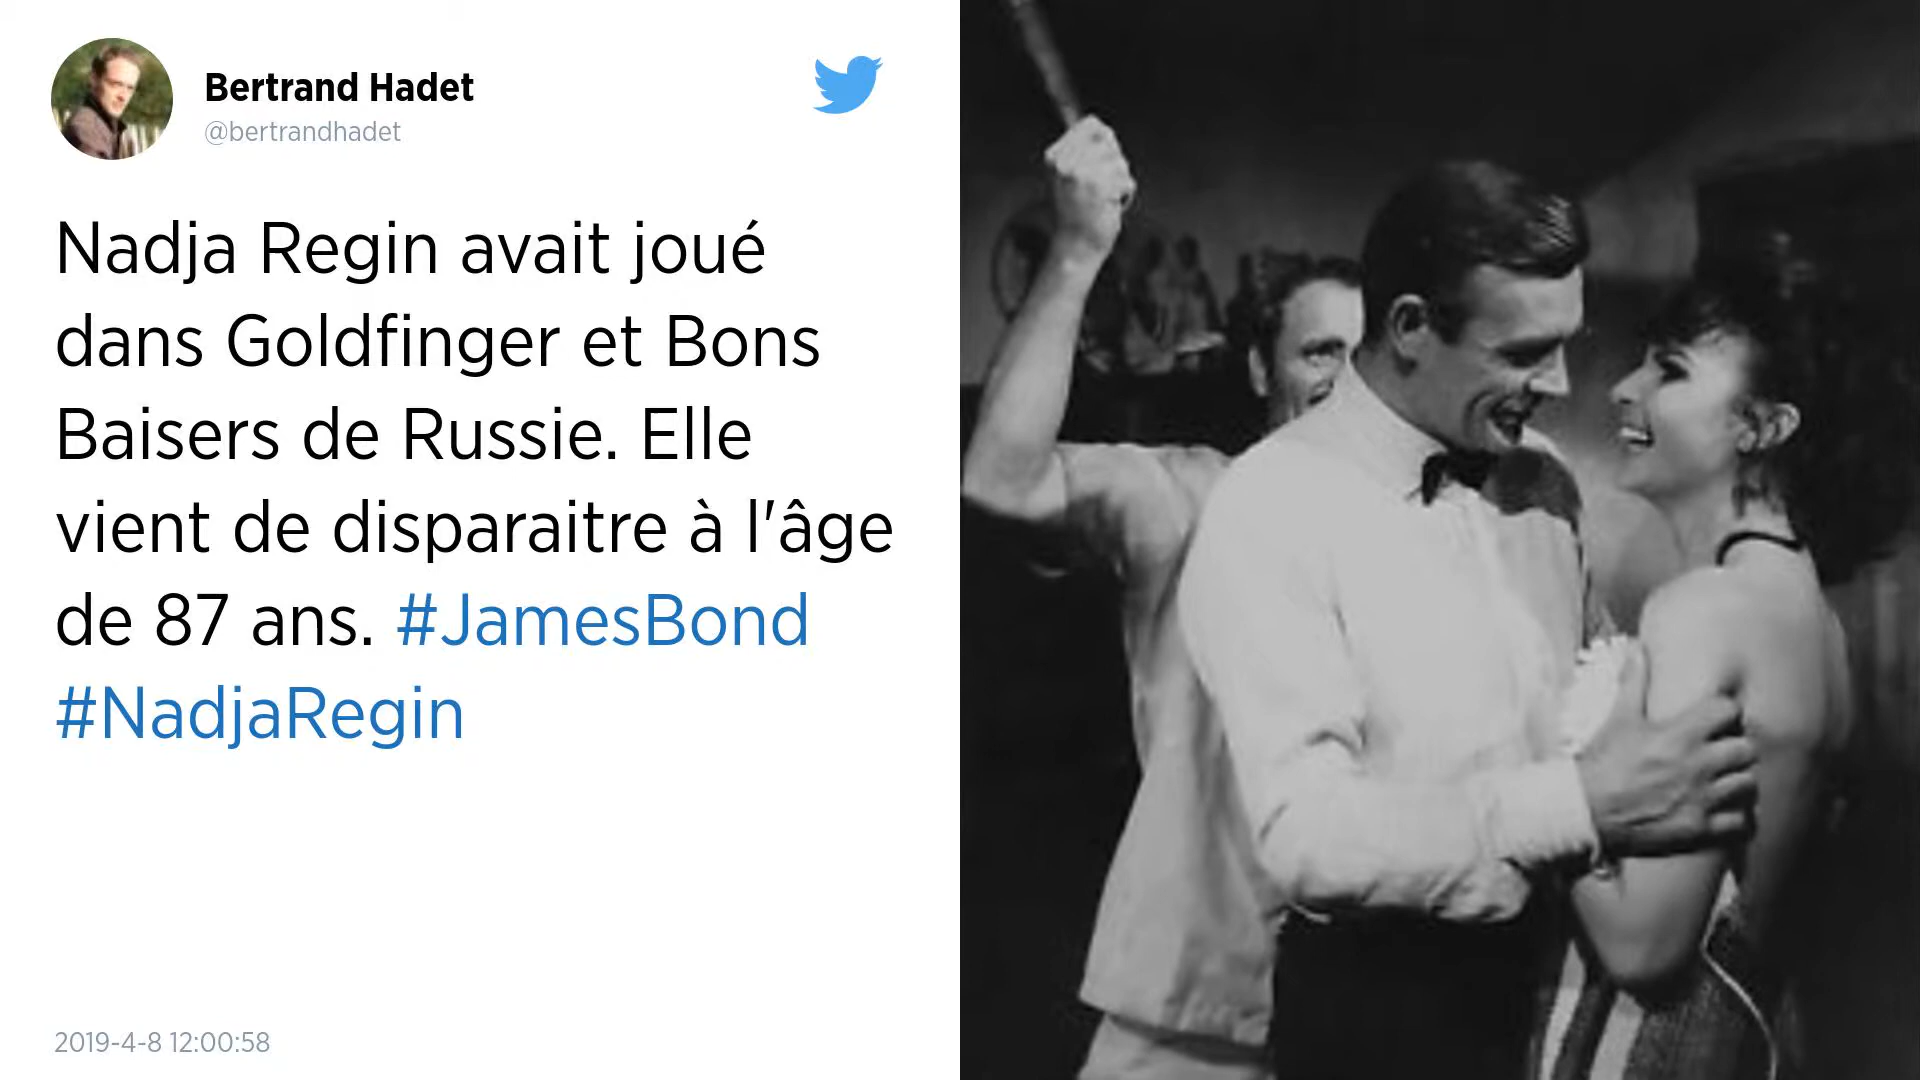 Bertrand Hadet
@bertrandhadet
Nadja Regin avait joué
dans Goldfinger et Bons
Baisers de Russie. Elle
vient de disparaitre à l'âge
de 87 ans. #JamesBond
#NadjaRegin
2019-4-8 12:00:58